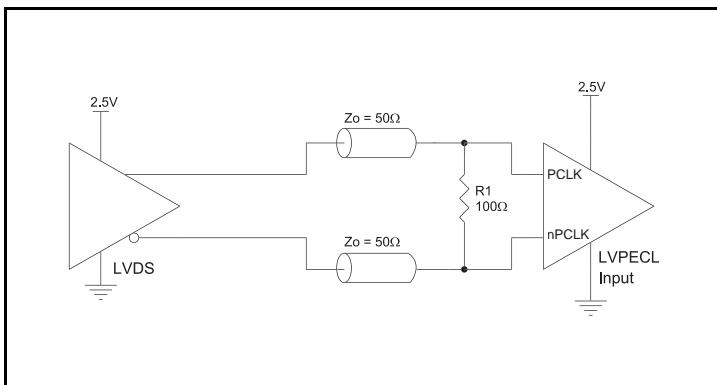 2.5V
2.5V
Zo = 50Ω
PCLK
R1
100Ω
Zo = 50Ω
nPCLK
LVDS
LVPECL
Input